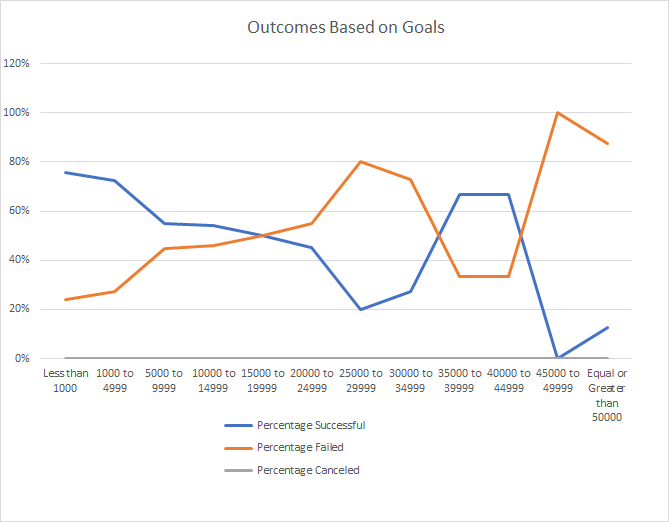 Outcomes Based on Goals
120%
100%
80%
60%
40%
20%
0%
Less than 1000
1000 to 4999
5000 to 9999
10000 to 14999
15000 to 19999
20000 to 24999
25000 to 29999
30000 to 34999
35000 to 39999
40000 to 44999
45000 to 49999
Equal or Greater than 50000
Percentage Successful
Percentage Failed
Percentage Canceled